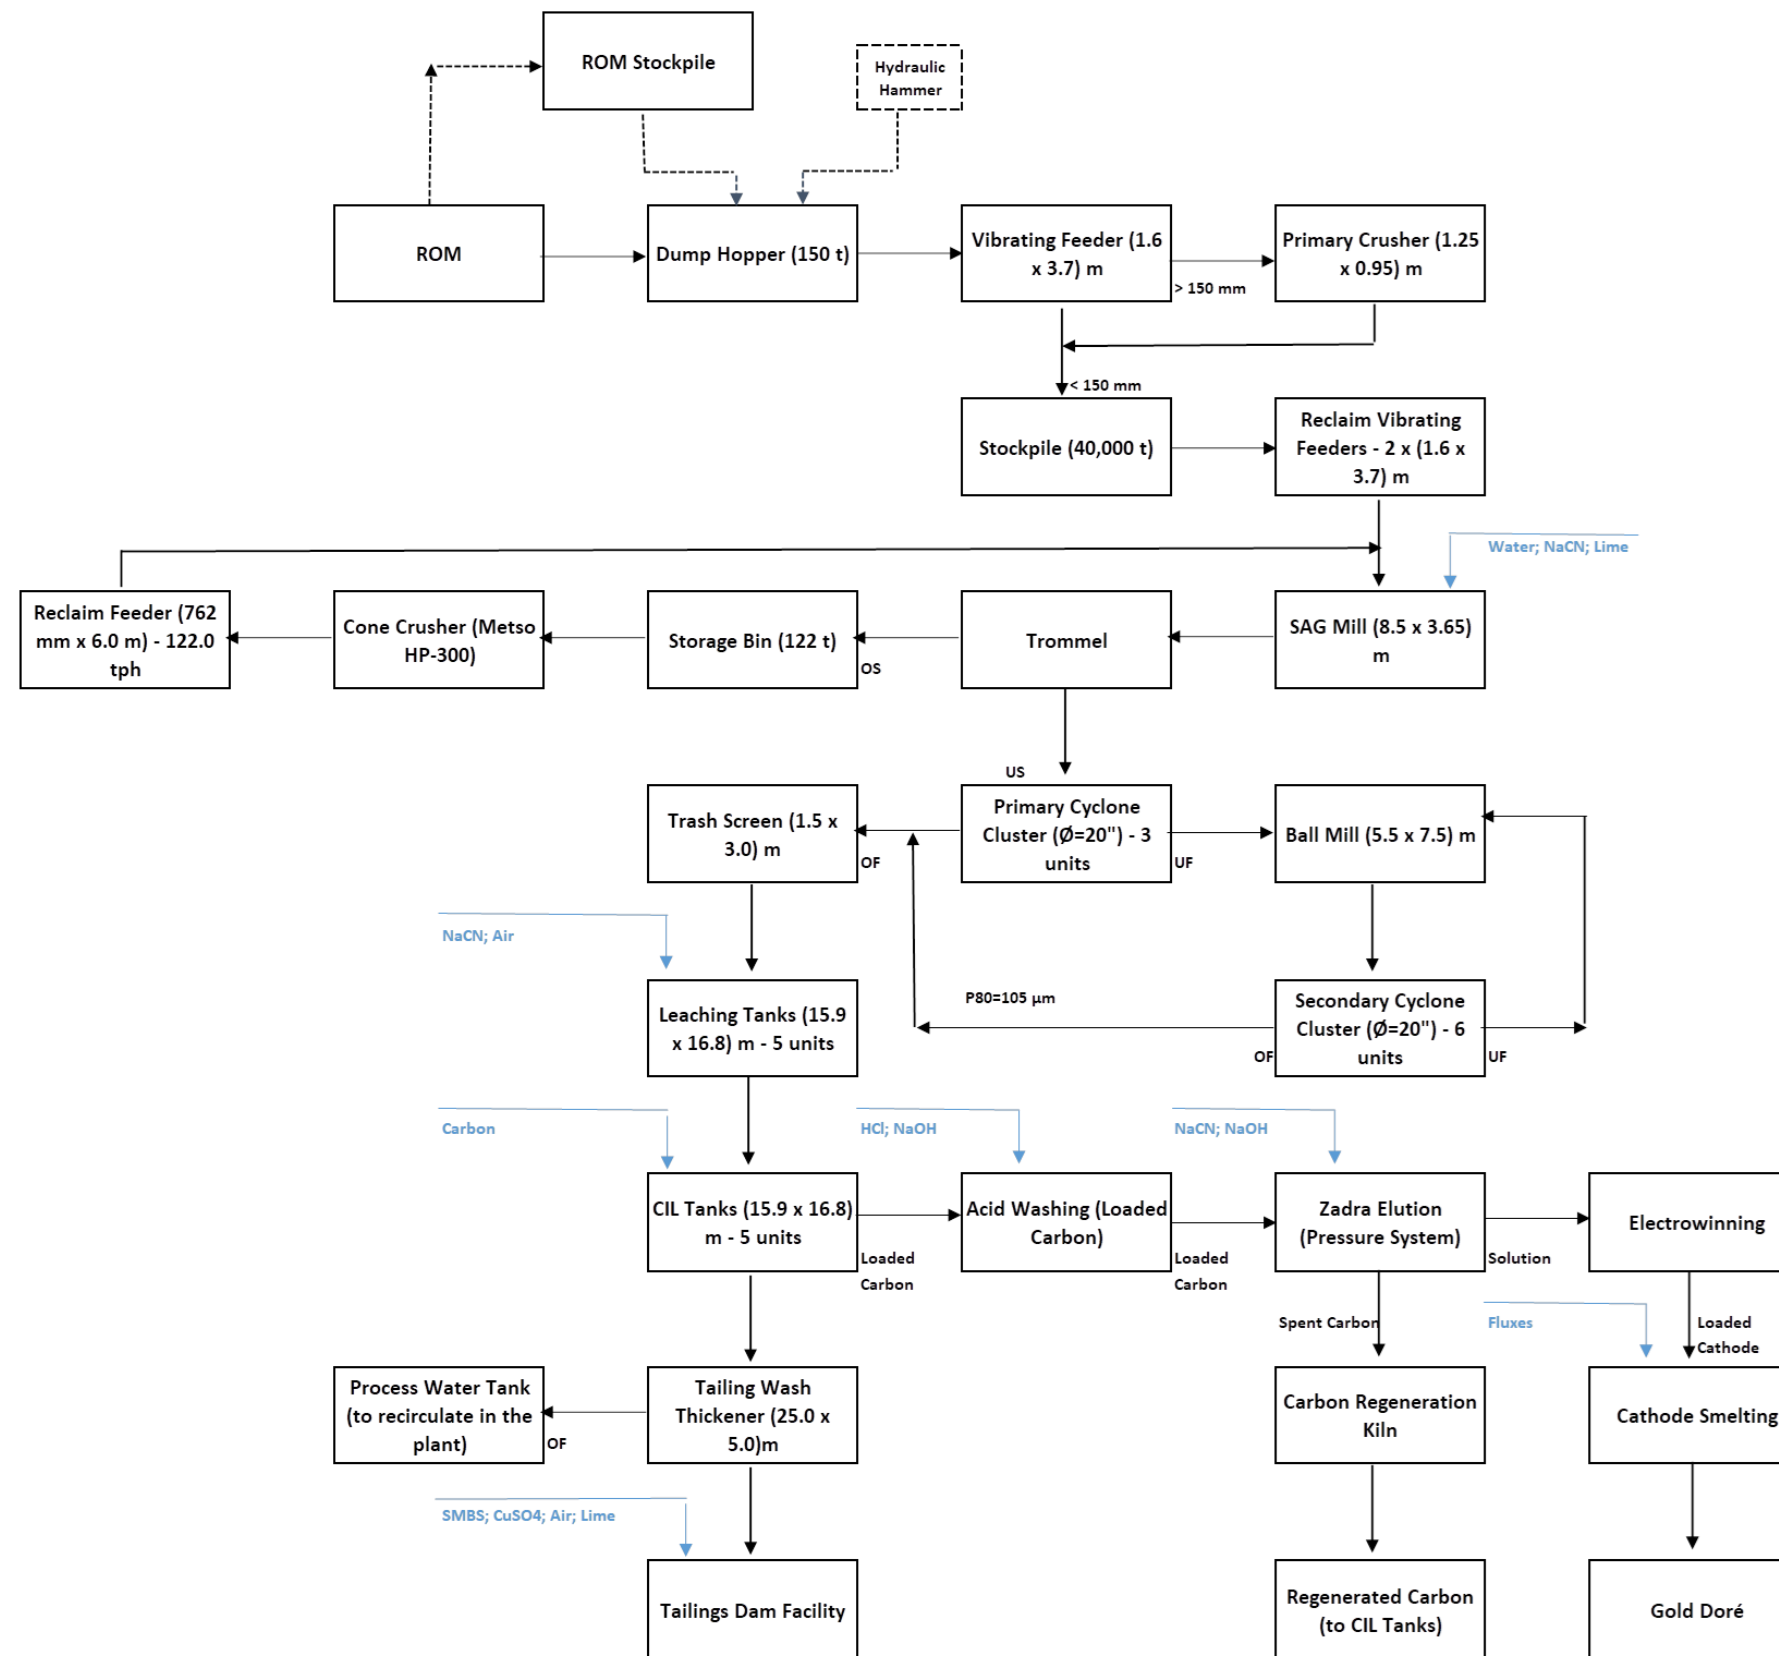 ROM Stockpile
Hydraulic
Hammer
ROM
Dump Hopper (150 t)
Vibrating Feeder (1.6
x 3.7) m
> 150 mm
Primary Crusher (1.25
x 0.95) m
< 150 mm
Stockpile (40,000 t)
Reclaim Vibrating
Feeders - 2 x (1.6 x
3.7) m
Water; NaCN; Lime
Reclaim Feeder (762
mm x 6.0 m) - 122.0
tph
Cone Crusher (Metso
HP-300)
Storage Bin (122 t)
OS
Trommel
SAG Mill (8.5 x 3.65)
m
US
Trash Screen (1.5 x
3.0) m
OF
Primary Cyclone
Cluster (Ø=20") - 3
units
UF
Ball Mill (5.5 x 7.5) m
NaCN; Air
P80=105 µm
Leaching Tanks (15.9
x 16.8) m - 5 units
OF
Secondary Cyclone
Cluster (Ø=20") - 6
units
UF
Carbon
HCl; NaOH
NaCN; NaOH
CIL Tanks (15.9 x 16.8)
m - 5 units
Loaded
Carbon
Acid Washing (Loaded
Carbon)
Loaded
Carbon
Zadra Elution
(Pressure System)
Solution
Electrowinning
Spent Carbon
Fluxes
Loaded
Cathode
Process Water Tank
(to recirculate in the
plant)
OF
Tailing Wash
Thickener (25.0 x
5.0)m
Carbon Regeneration
Kiln
Cathode Smelting
SMBS; CuSO4; Air; Lime
Tailings Dam Facility
Regenerated Carbon
(to CIL Tanks)
Gold Doré